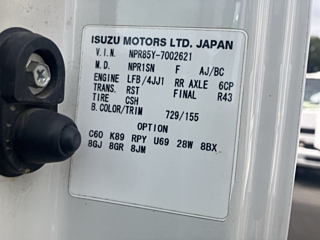 ISUZU MOTORS LTD. JAPAN
V.I.N. NPR85Y-7002621
M.D. NPR1SN F AJ/BC
ENGINE LFB/4JJ1 RR AXLE 6CP
TRANS. RST FINAL R43
TIRE CSH
B.COLOR/TRIM 729/155
OPTION
C60 K89 RPY U69 28W 8BX
8GJ 8GR 8JM